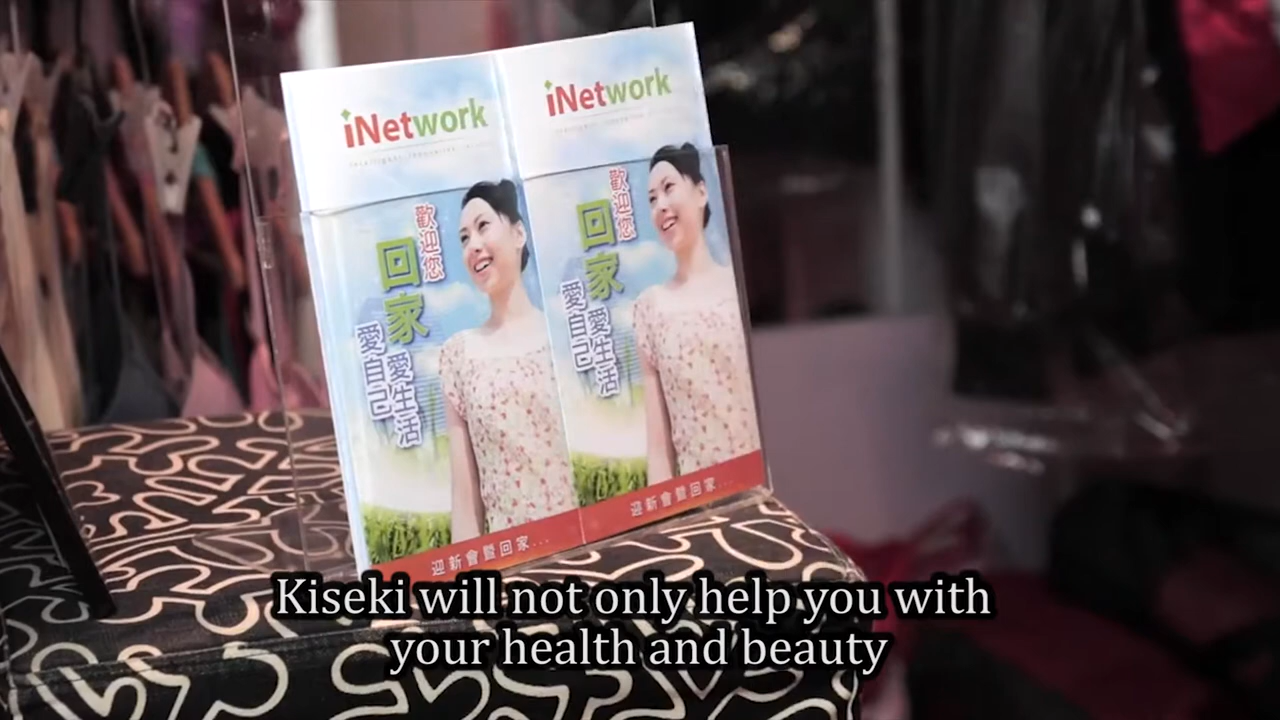 iNetwork
歡迎您
回家
愛生活
愛自己
迎新會暨回家...
iNetwork
歡迎您
回家
愛生活
愛自己
迎新會暨回家...
Kiseki will not only help you with
your health and beauty